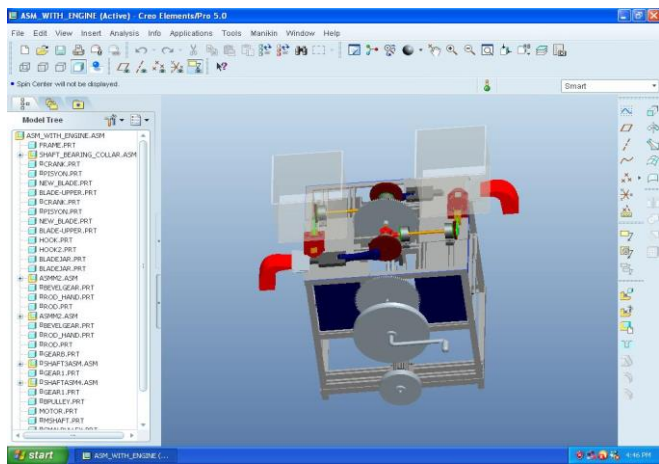 ASM_WITH_ENGINE (Active) - Creo Elements/Pro 5.0
File Edit View Insert Analysis Info Applications Tools Manikin Window Help
Spin Center will not be displayed.
Smart
Model Tree
ASM_WITH_ENGINE.ASM
FRAME.PRT
SHAFT_BEARING_COLLAR.ASM
CRANK.PRT
PISYON.PRT
NEW_BLADE.PRT
BLADE-UPPER.PRT
CRANK.PRT
PISYON.PRT
NEW_BLADE.PRT
BLADE-UPPER.PRT
HOOK.PRT
HOOK2.PRT
BLADEJAR.PRT
BLADEJAR.PRT
ASMM2.ASM
BEVELGEAR.PRT
ROD_HAND.PRT
ROD.PRT
ASMM2.ASM
BEVELGEAR.PRT
ROD_HAND.PRT
ROD.PRT
GEARB.PRT
SHAFT3ASM.ASM
GEAR1.PRT
SHAFTASM4.ASM
GEAR1.PRT
BPULLEY.PRT
MOTOR.PRT
MSHAFT.PRT
start
ASM_WITH_ENGINE (...
4:46 PM